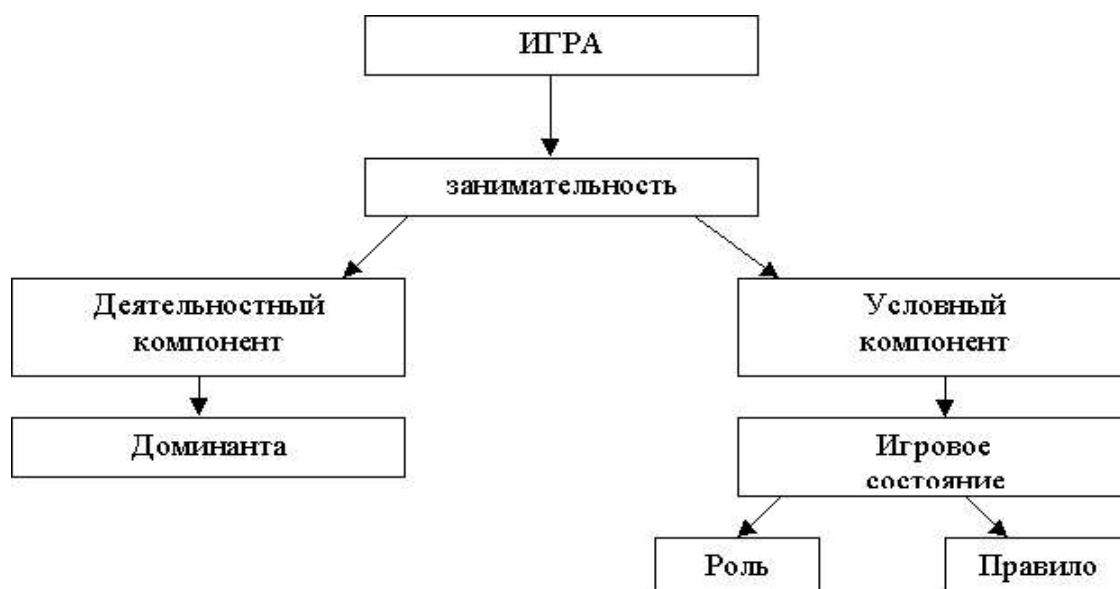 ИГРА
занимательность
Деятельностный
компонент
Условный
компонент
Доминанта
Игровое
состояние
Роль
Правило